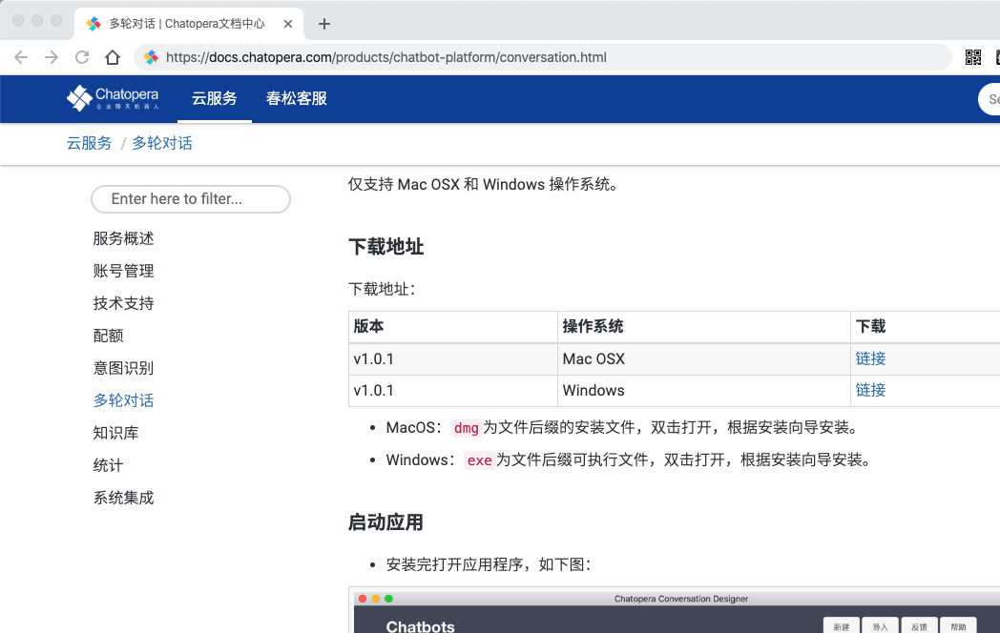 多轮对话 | Chatopera文档中心
https://docs.chatopera.com/products/chatbot-platform/conversation.html
Chatopera
企业聊天机器人
云服务
春松客服
Se
云服务 / 多轮对话
Enter here to filter...
服务概述
账号管理
技术支持
配额
意图识别
多轮对话
知识库
统计
系统集成
仅支持 Mac OSX 和 Windows 操作系统。
下载地址
下载地址：
版本 操作系统 下载
v1.0.1 Mac OSX 链接
v1.0.1 Windows 链接
• MacOS：dmg 为文件后缀的安装文件，双击打开，根据安装向导安装。
• Windows：exe 为文件后缀可执行文件，双击打开，根据安装向导安装。
启动应用
• 安装完打开应用程序，如下图：
Chatopera Conversation Designer
Chatbots
新建 导入 反馈 帮助